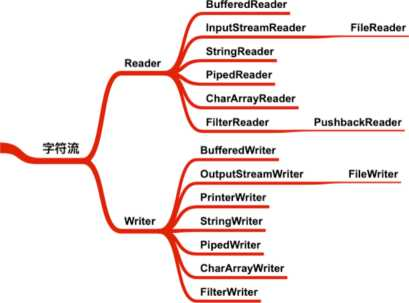 字符流
Reader
BufferedReader
InputStreamReader
FileReader
StringReader
PipedReader
CharArrayReader
FilterReader
PushbackReader
Writer
BufferedWriter
OutputStreamWriter
FileWriter
PrinterWriter
StringWriter
PipedWriter
CharArrayWriter
FilterWriter